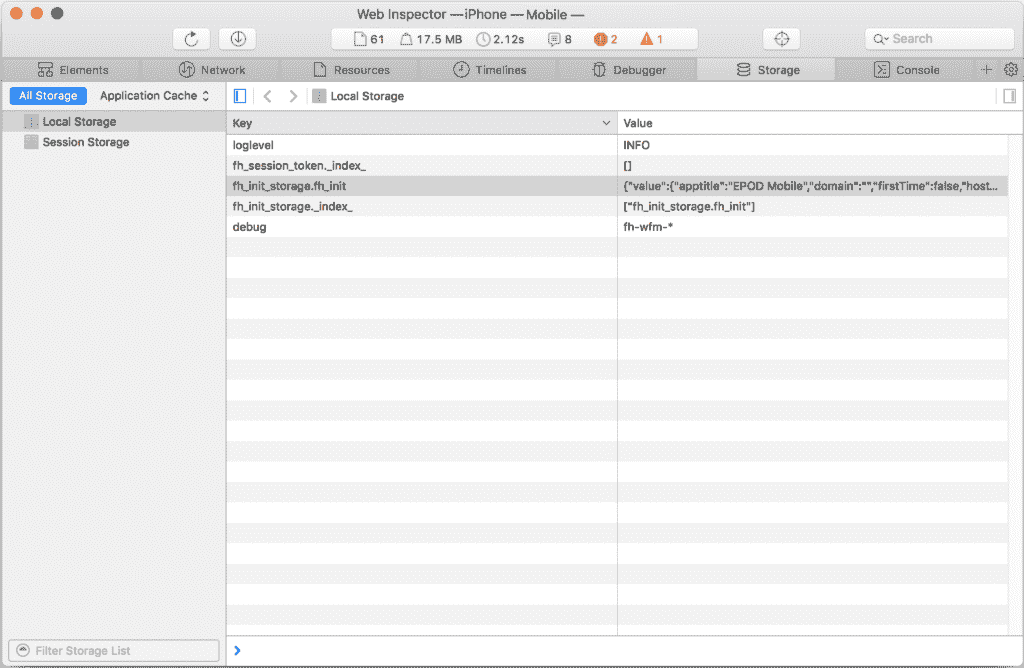 Web Inspector —iPhone — Mobile —
61 17.5 MB 2.12s 8 2 1 Search
Elements Network Resources Timelines Debugger Storage Console
All Storage Application Cache Local Storage
Local Storage
Session Storage
Key Value
loglevel INFO
fh_session_token._index_ []
fh_init_storage.fh_init {"value":{"apptitle":"EPOD Mobile","domain":"","firstTime":false,"host...
fh_init_storage._index_ ["fh_init_storage.fh_init"]
debug fh-wfm-*
Filter Storage List